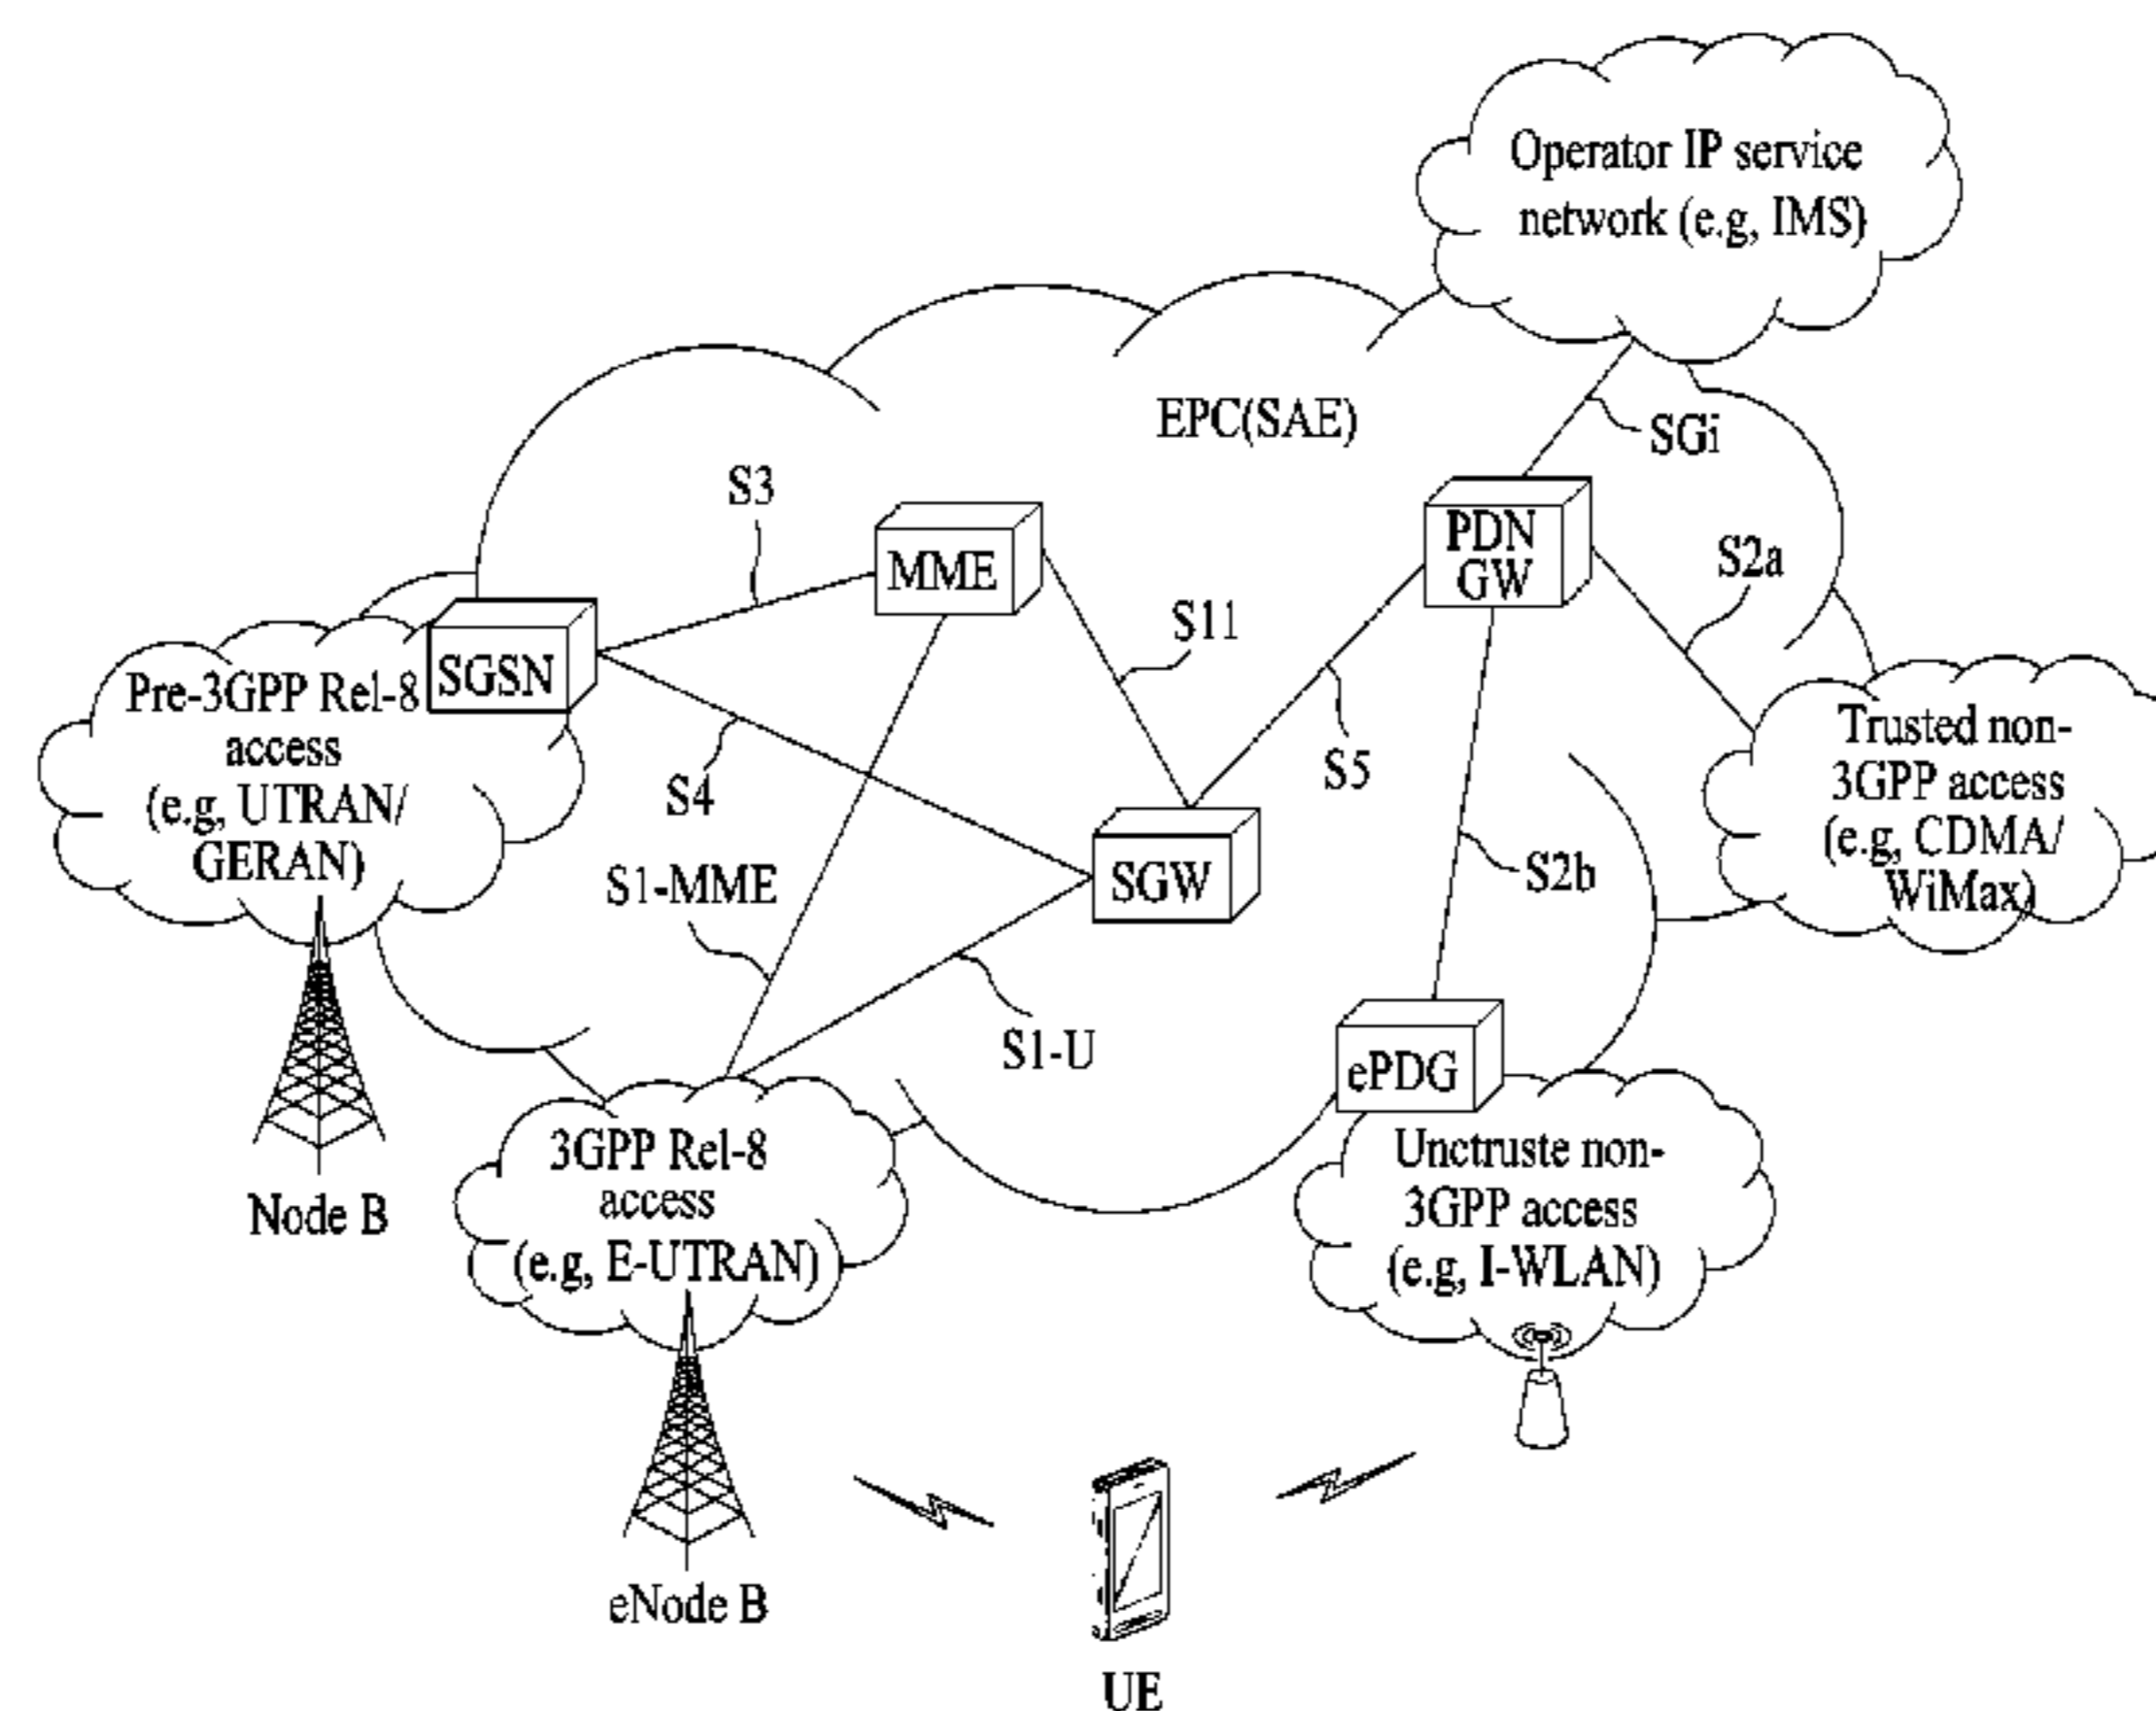 Operator IP service
network (e.g, IMS)
EPC(SAE)
SGi
S3
MME
PDN
GW
S2a
S11
SGSN
Pre-3GPP Rel-8
access
(e.g, UTRAN/
GERAN)
S4
S5
Trusted non-
3GPP access
(e.g, CDMA/
WiMax)
S1-MME
SGW
S2b
S1-U
ePDG
Node B
3GPP Rel-8
access
(e.g, E-UTRAN)
Unctruste non-
3GPP access
(e.g, I-WLAN)
eNode B
UE